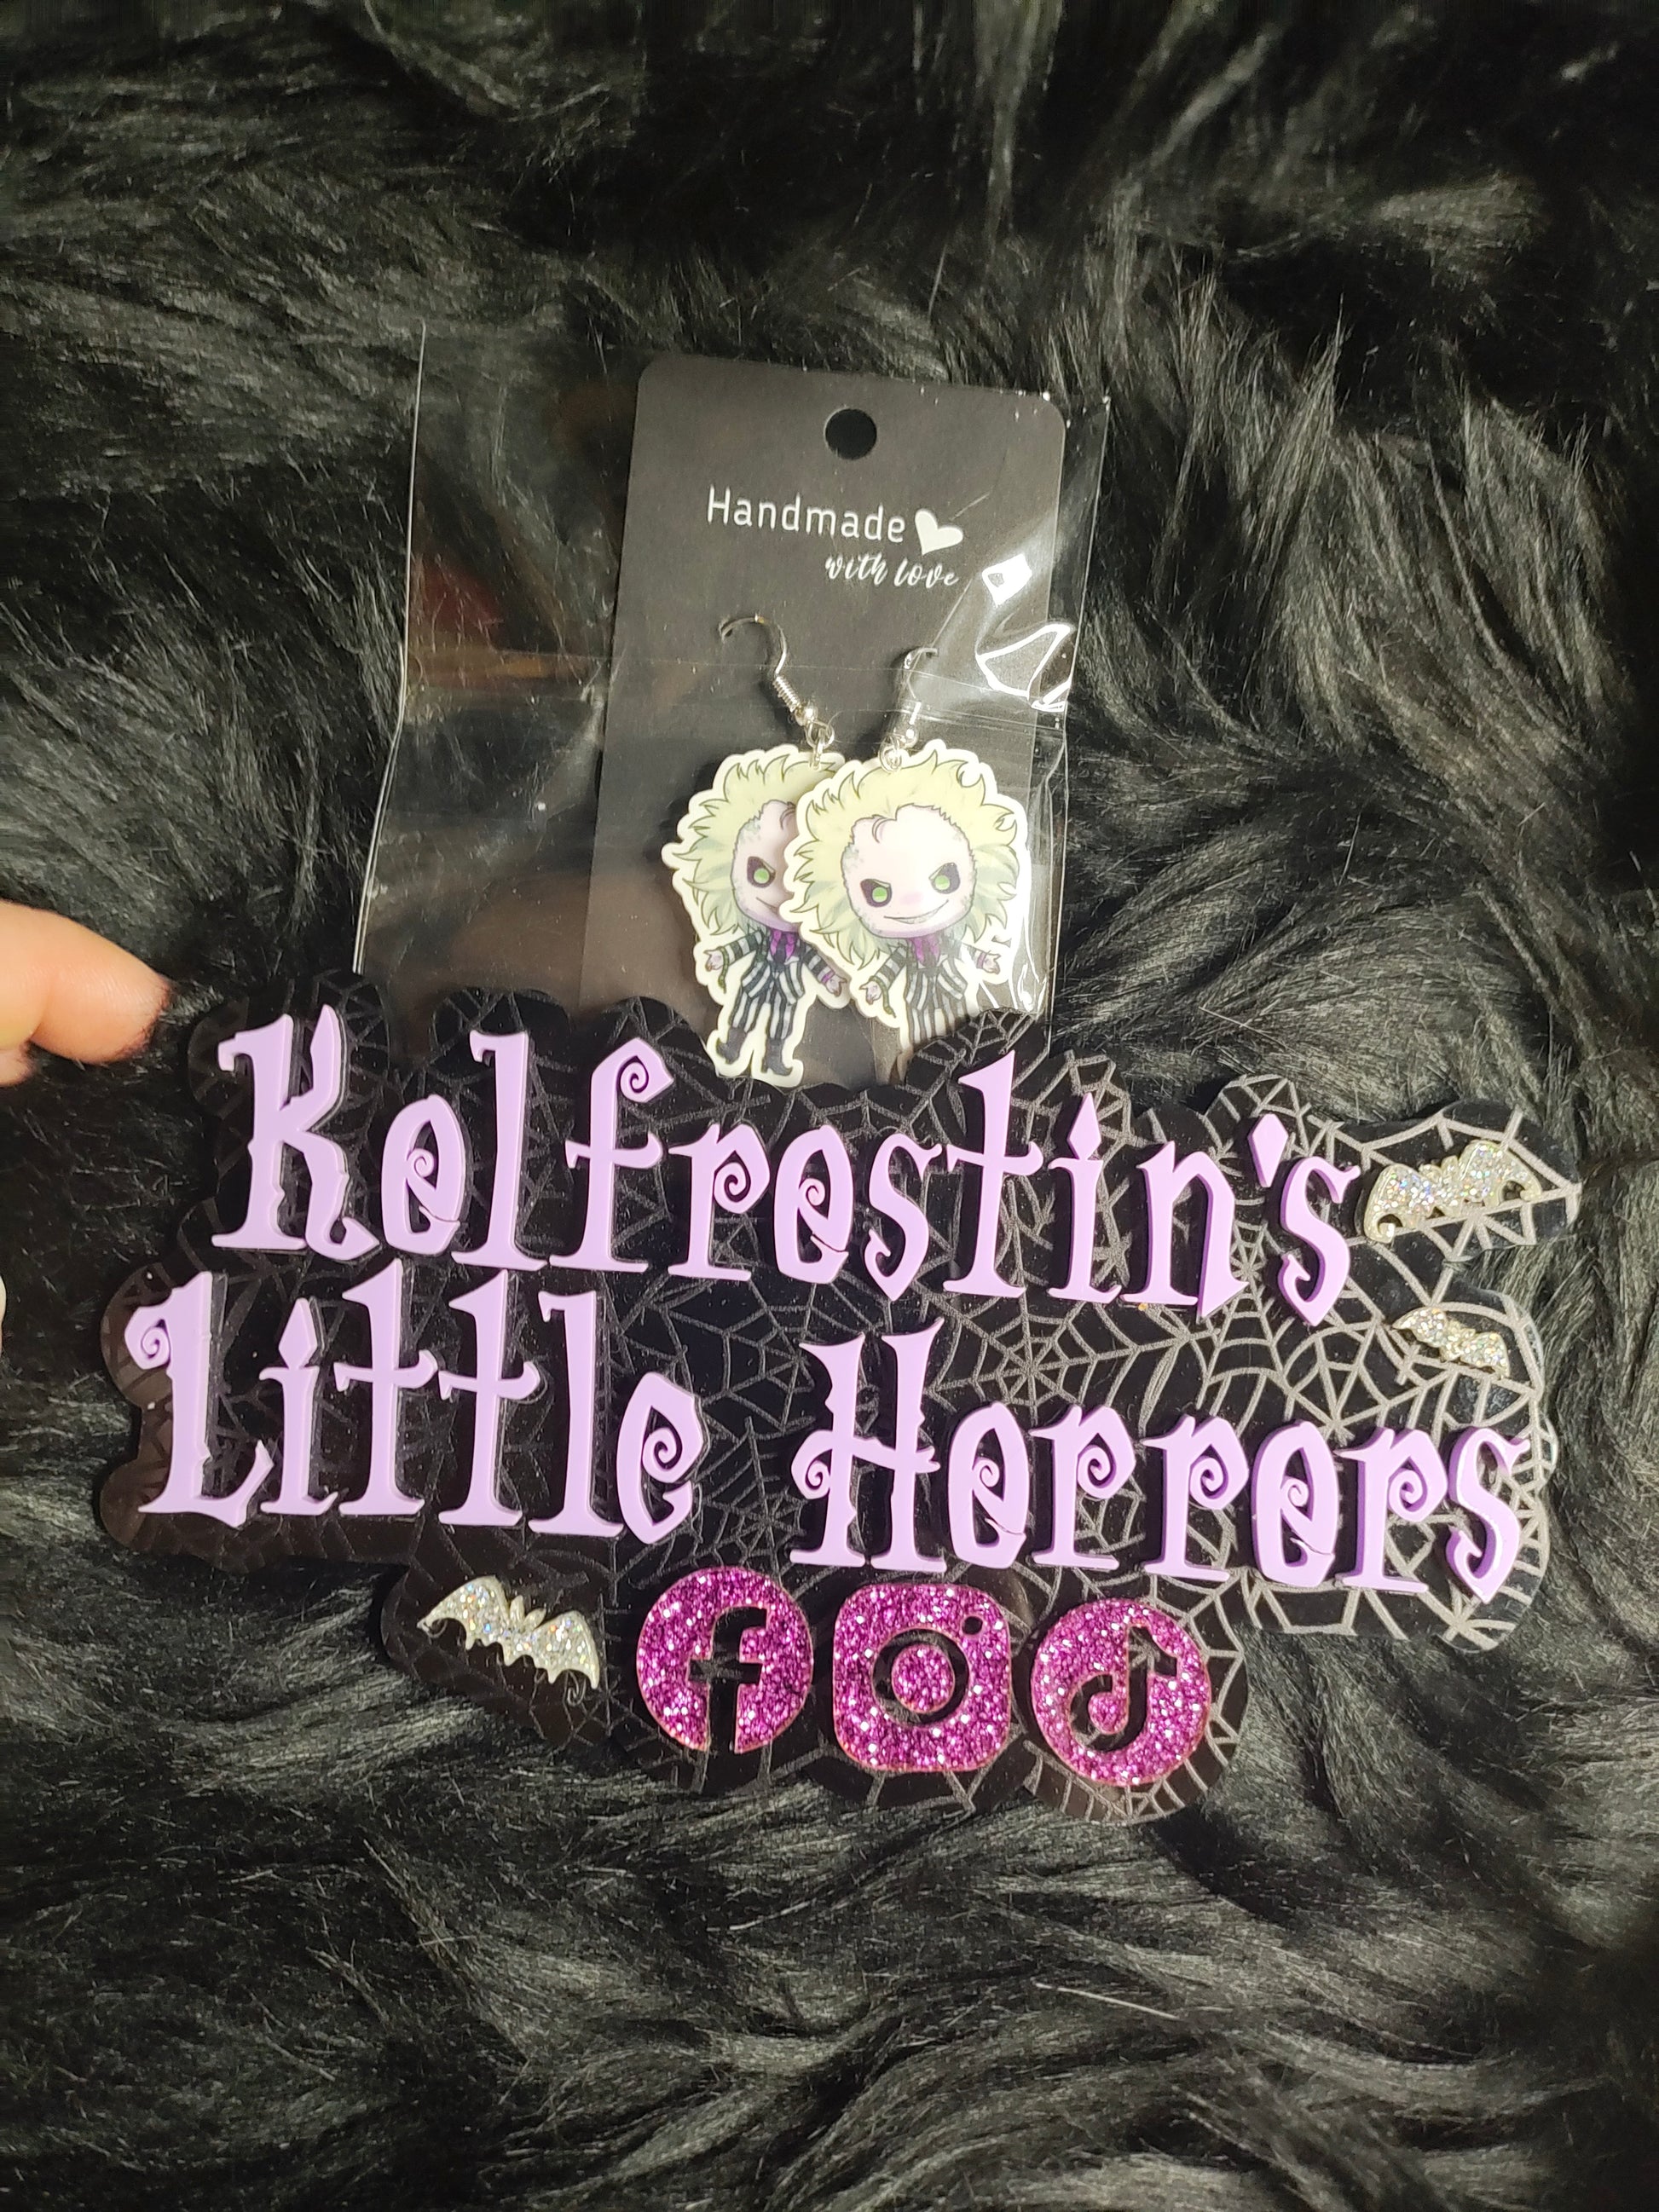 Handmade
with love
Kelfrostin's
Little Horrors